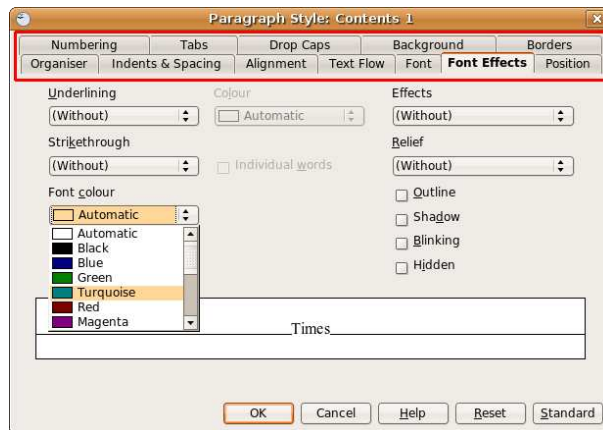 Paragraph Style: Contents 1
Numbering Tabs Drop Caps Background Borders
Organiser Indents & Spacing Alignment Text Flow Font Font Effects Position
Underlining Colour Effects
(Without) Automatic (Without)
Strikethrough Relief
(Without) Individual words (Without)
Font colour Outline
Automatic Shadow
Automatic
Black Blinking
Blue
Green Hidden
Turquoise
Red
Magenta
Times
OK Cancel Help Reset Standard